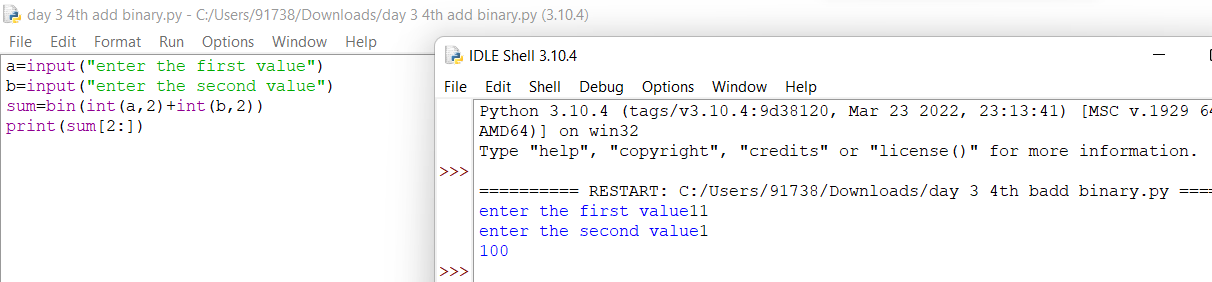 day 3 4th add binary.py - C:/Users/91738/Downloads/day 3 4th add binary.py (3.10.4)
File Edit Format Run Options Window Help
a=input("enter the first value")
b=input("enter the second value")
sum=bin(int(a,2)+int(b,2))
print(sum[2:])
IDLE Shell 3.10.4
File Edit Shell Debug Options Window Help
Python 3.10.4 (tags/v3.10.4:9d38120, Mar 23 2022, 23:13:41) [MSC v.1929 64
AMD64)] on win32
Type "help", "copyright", "credits" or "license()" for more information.
>>>
========== RESTART: C:/Users/91738/Downloads/day 3 4th badd binary.py ====
enter the first value11
enter the second value1
100
>>>